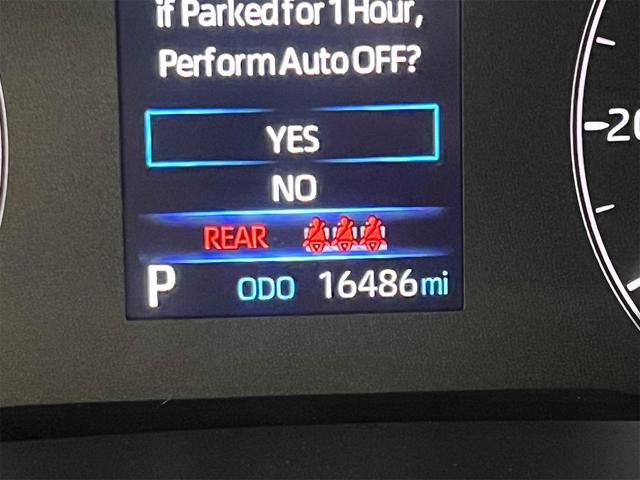 if Parked for 1 Hour,
Perform Auto OFF?
YES
NO
REAR
P ODO 16486 mi